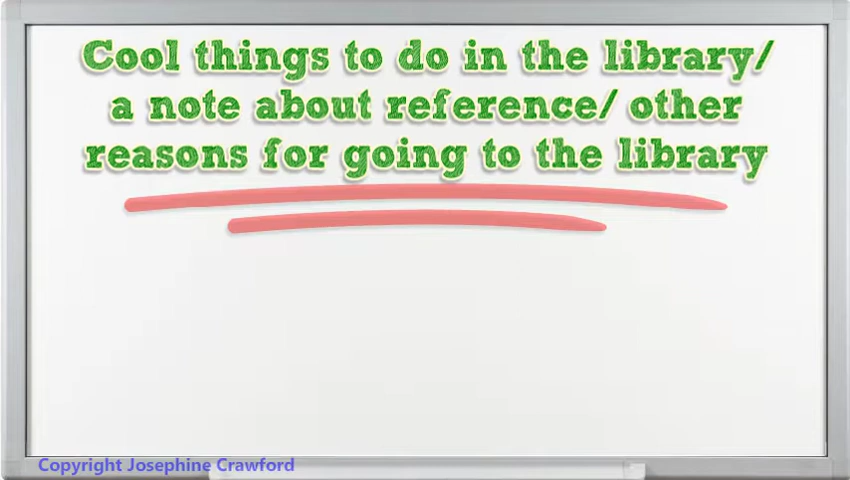 Cool things to do in the library/
a note about reference/ other
reasons for going to the library
Copyright Josephine Crawford